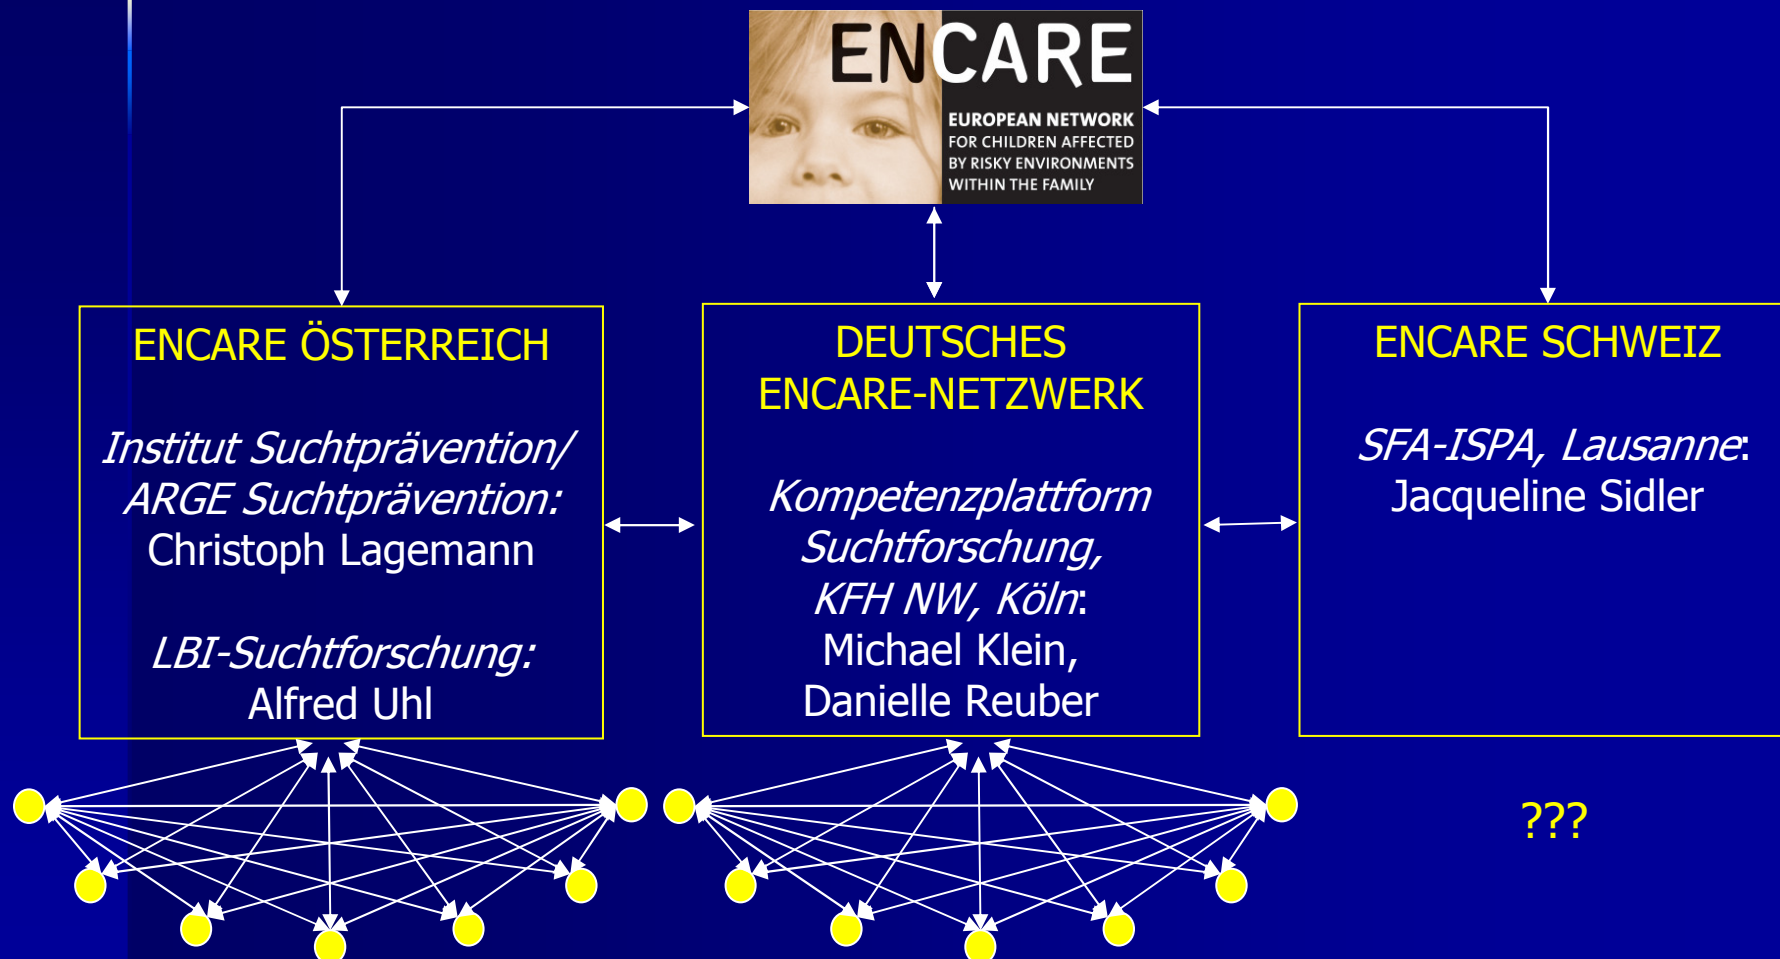 ENCARE
EUROPEAN NETWORK
FOR CHILDREN AFFECTED
BY RISKY ENVIRONMENTS
WITHIN THE FAMILY
ENCARE ÖSTERREICH
Institut Suchtprävention/
ARGE Suchtprävention:
Christoph Lagemann
LBI-Suchtforschung:
Alfred Uhl
DEUTSCHES
ENCARE-NETZWERK
Kompetenzplattform
Suchtforschung,
KFH NW, Köln:
Michael Klein,
Danielle Reuber
ENCARE SCHWEIZ
SFA-ISPA, Lausanne:
Jacqueline Sidler
???